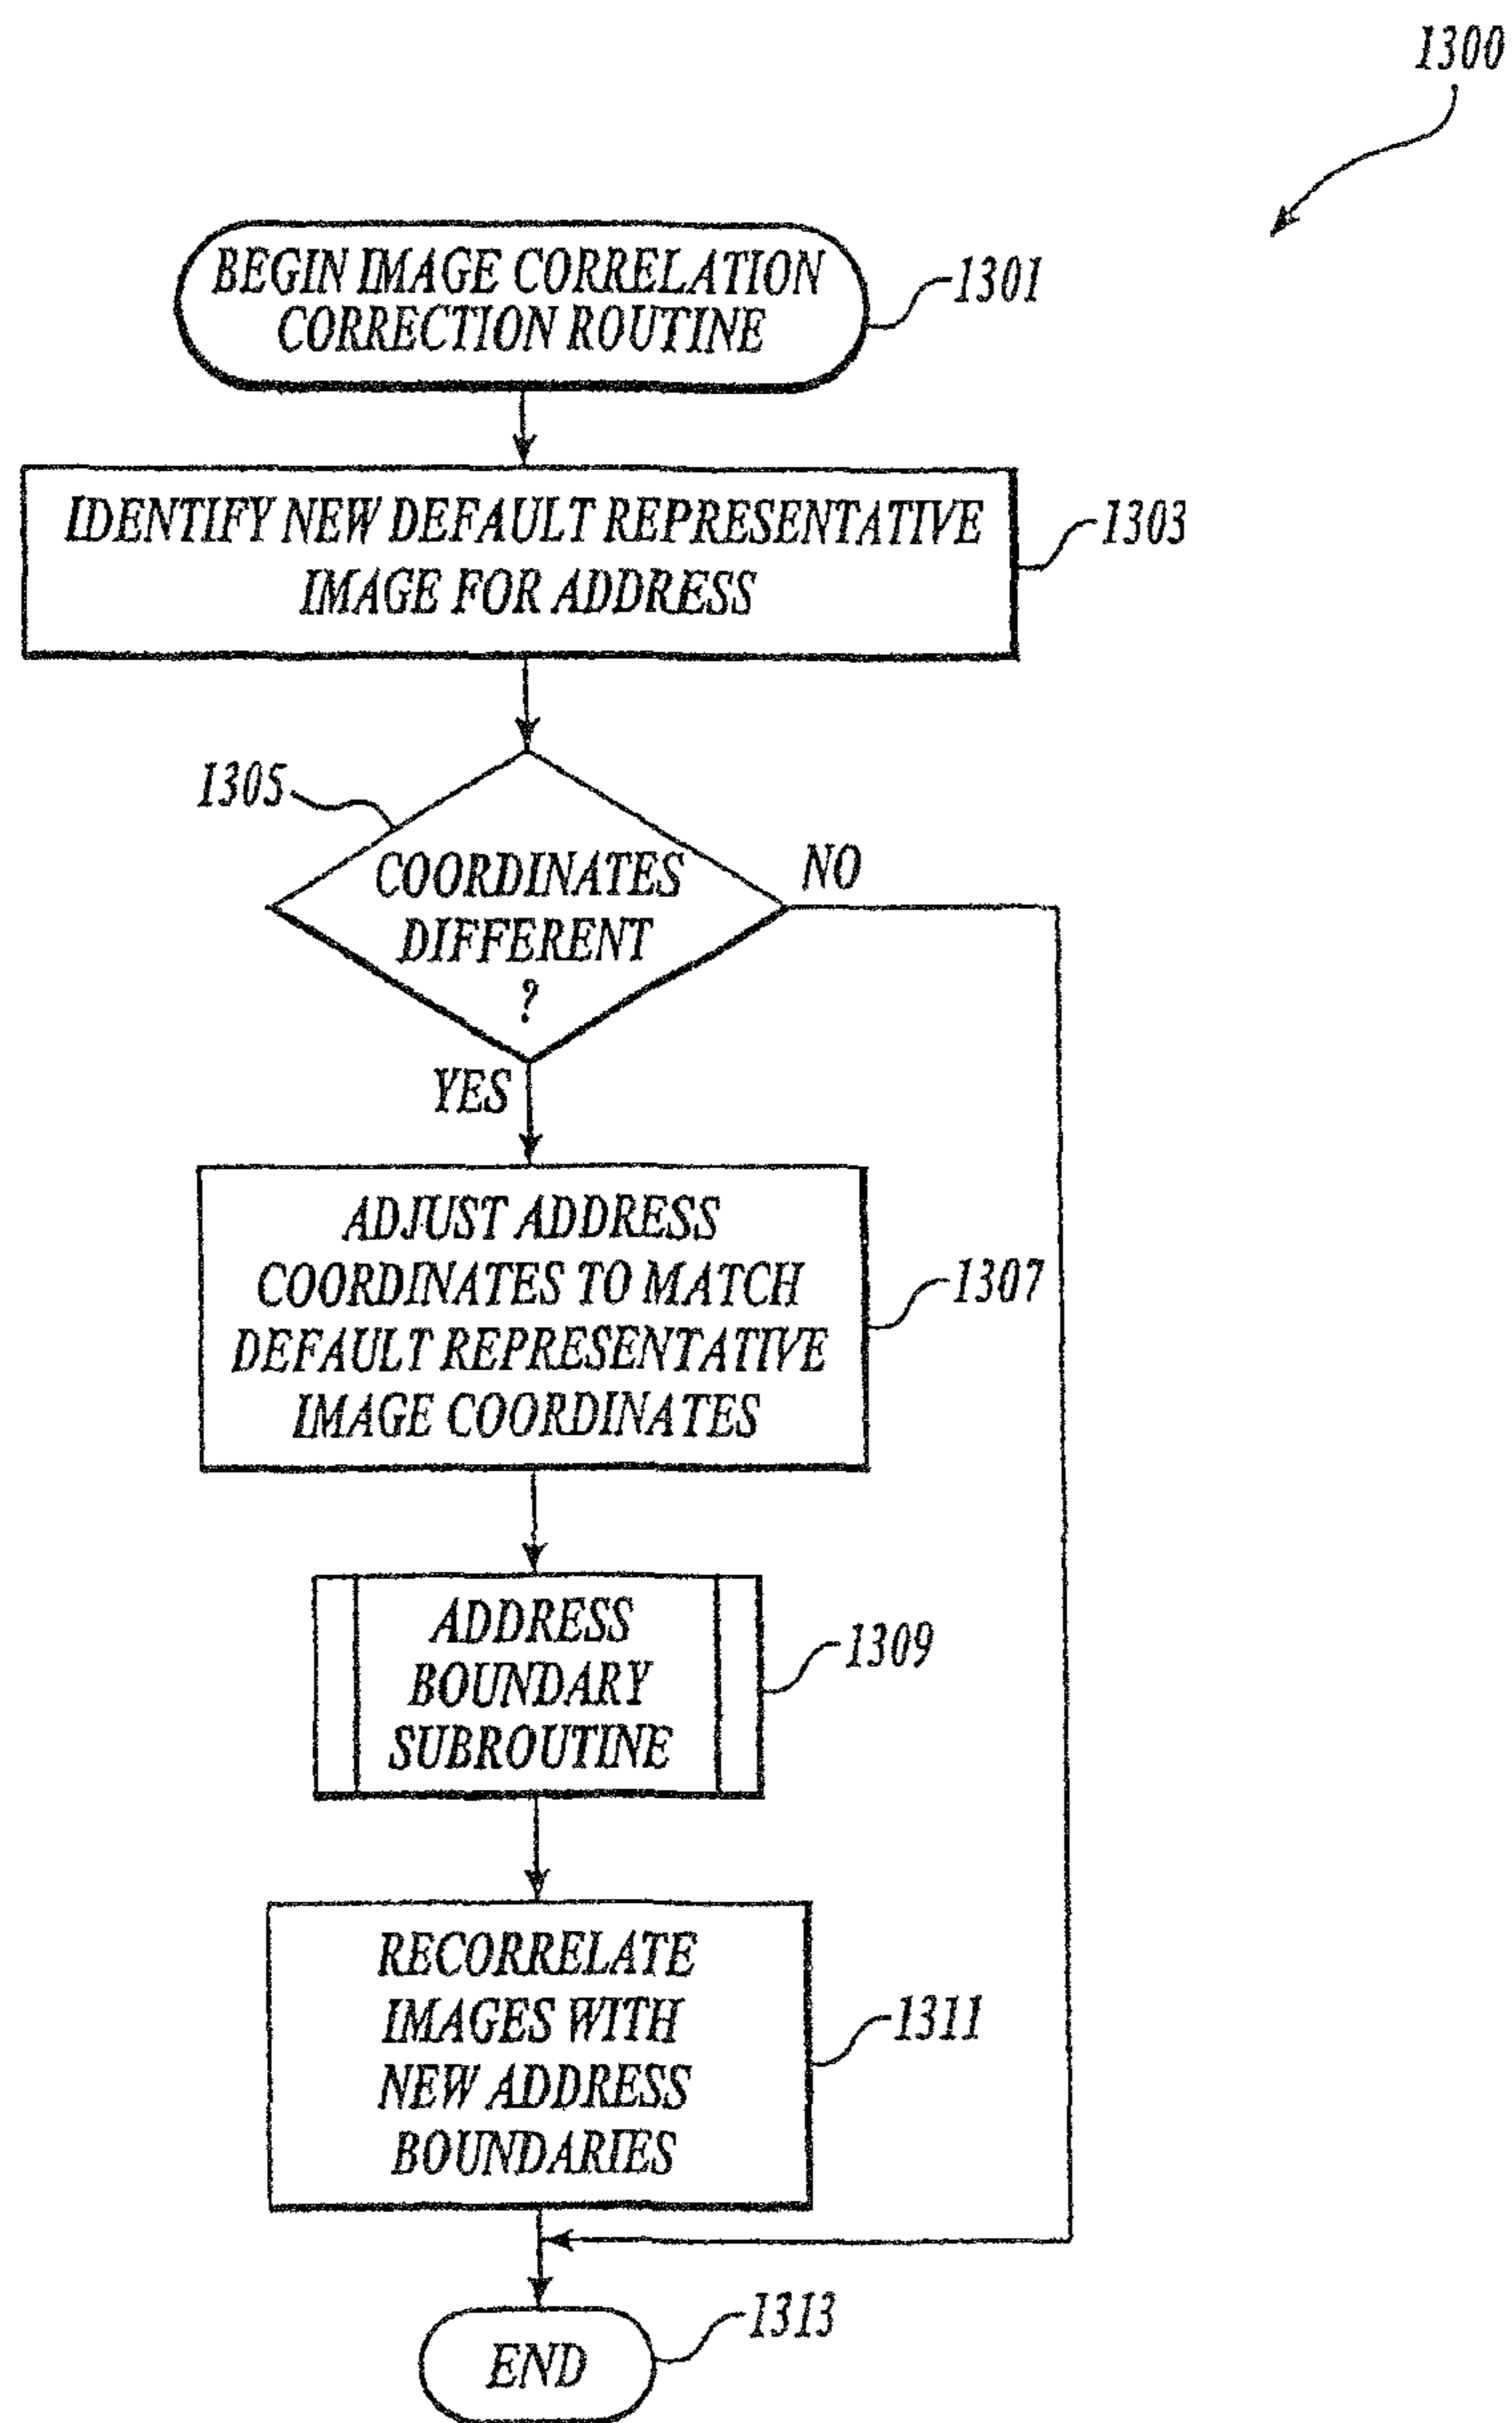 1300
BEGIN IMAGE CORRELATION
CORRECTION ROUTINE
1301
IDENTIFY NEW DEFAULT REPRESENTATIVE
IMAGE FOR ADDRESS
1303
1305
COORDINATES
DIFFERENT
?
NO
YES
ADJUST ADDRESS
COORDINATES TO MATCH
DEFAULT REPRESENTATIVE
IMAGE COORDINATES
1307
ADDRESS
BOUNDARY
SUBROUTINE
1309
RECORRELATE
IMAGES WITH
NEW ADDRESS
BOUNDARIES
1311
END
1313